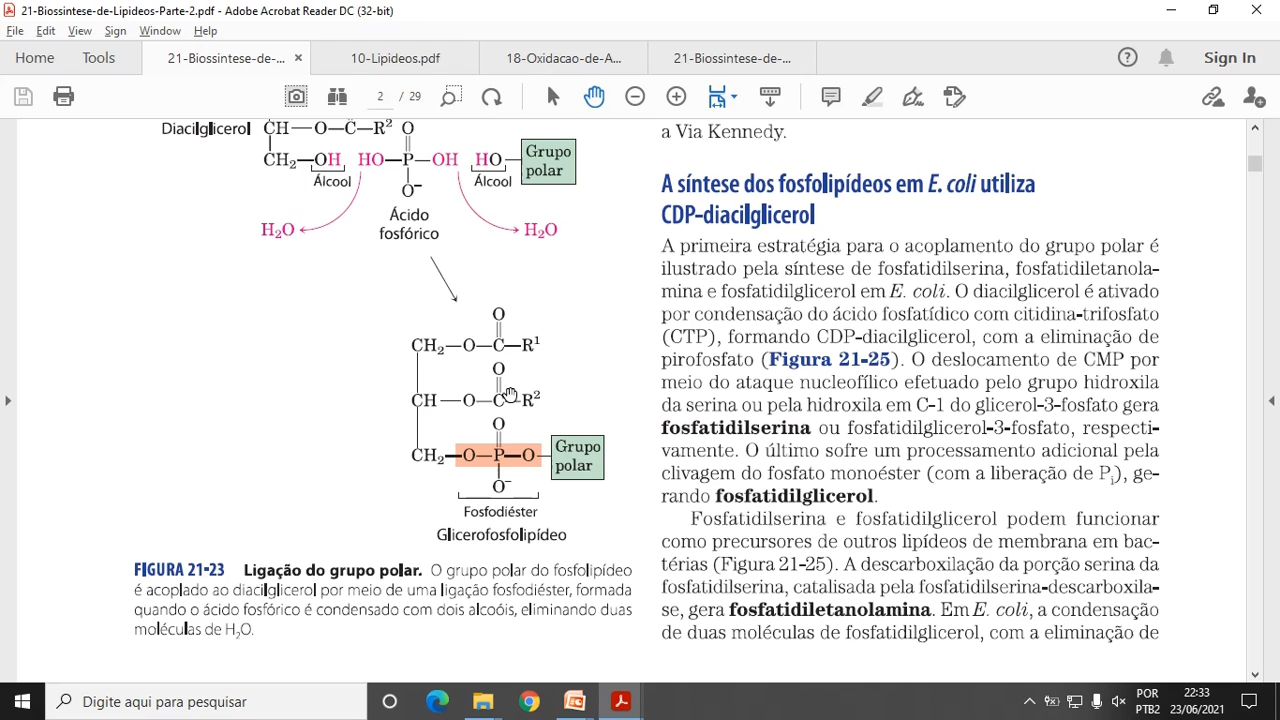 21-Biossintese-de-Lipideos-Parte-2.pdf - Adobe Acrobat Reader DC (32-bit)
File Edit View Sign Window Help
Home Tools 21-Biossintese-de-... 10-Lipideos.pdf 18-Oxidacao-de-A... 21-Biossintese-de-... Sign In
2 / 29
Diacilglicerol CH—O—C—R² O
CH₂—OH HO—P—OH HO Grupo polar
Álcool Álcool
O⁻
H₂O Ácido fosfórico H₂O
O
CH₂—O—C—R¹
O
CH—O—C—R²
O
CH₂—O—P—O Grupo polar
O⁻
Fosfodiéster
Glicerofosfolipídeo
FIGURA 21-23 Ligação do grupo polar. O grupo polar do fosfolipídeo
é acoplado ao diacilglicerol por meio de uma ligação fosfodiéster, formada
quando o ácido fosfórico é condensado com dois alcoóis, eliminando duas
moléculas de H₂O.
a Via Kennedy.
A síntese dos fosfolipídeos em E. coli utiliza
CDP-diacilglicerol
A primeira estratégia para o acoplamento do grupo polar é
ilustrado pela síntese de fosfatidilserina, fosfatidiletanola-
mina e fosfatidilglicerol em E. coli. O diacilglicerol é ativado
por condensação do ácido fosfatídico com citidina-trifosfato
(CTP), formando CDP-diacilglicerol, com a eliminação de
pirofosfato (Figura 21-25). O deslocamento de CMP por
meio do ataque nucleofílico efetuado pelo grupo hidroxila
da serina ou pela hidroxila em C-1 do glicerol-3-fosfato gera
fosfatidilserina ou fosfatidilglicerol-3-fosfato, respecti-
vamente. O último sofre um processamento adicional pela
clivagem do fosfato monoéster (com a liberação de Pᵢ), ge-
rando fosfatidilglicerol.
Fosfatidilserina e fosfatidilglicerol podem funcionar
como precursores de outros lipídeos de membrana em bac-
térias (Figura 21-25). A descarboxilação da porção serina da
fosfatidilserina, catalisada pela fosfatidilserina-descarboxila-
se, gera fosfatidiletanolamina. Em E. coli, a condensação
de duas moléculas de fosfatidilglicerol, com a eliminação de
Digite aqui para pesquisar
POR
PTB2
22:33
23/06/2021